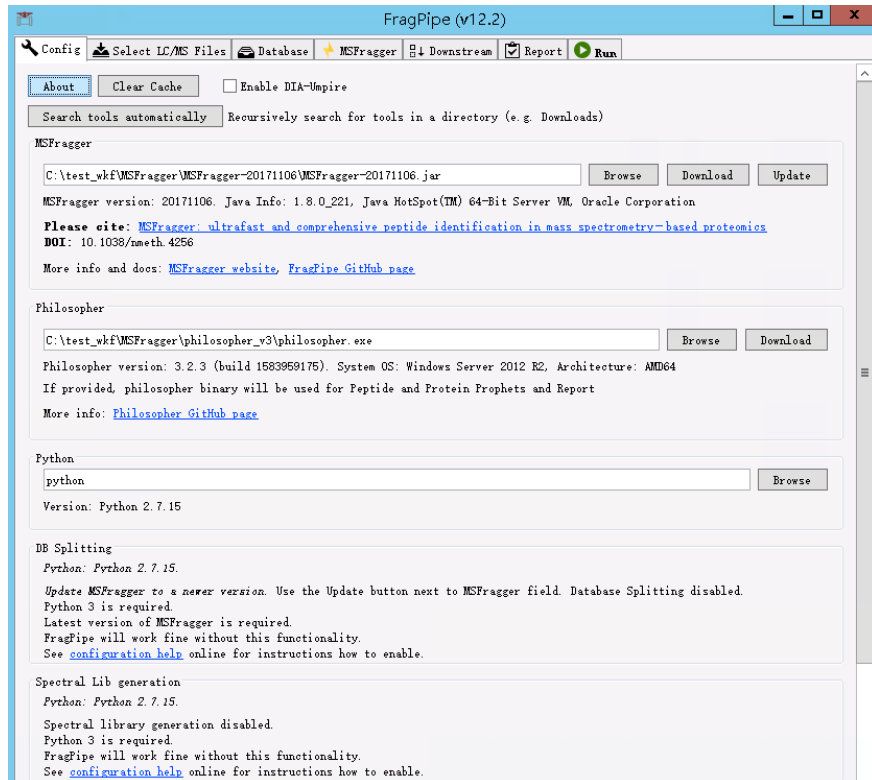 FragPipe (v12.2)
Config Select LC/MS Files Database MSFragger Downstream Report Run
About Clear Cache Enable DIA-Umpire
Search tools automatically Recursively search for tools in a directory (e.g. Downloads)
MSFragger
C:\test_wkf\MSFragger\MSFragger-20171106\MSFragger-20171106.jar Browse Download Update
MSFragger version: 20171106. Java Info: 1.8.0_221, Java HotSpot(TM) 64-Bit Server VM, Oracle Corporation
Please cite: MSFragger: ultrafast and comprehensive peptide identification in mass spectrometry-based proteomics
DOI: 10.1038/nmeth.4256
More info and docs: MSFragger website, FragPipe GitHub page
Philosopher
C:\test_wkf\MSFragger\philosopher_v3\philosopher.exe Browse Download
Philosopher version: 3.2.3 (build 1583959175). System OS: Windows Server 2012 R2, Architecture: AMD64
If provided, philosopher binary will be used for Peptide and Protein Prophets and Report
More info: Philosopher GitHub page
Python
python Browse
Version: Python 2.7.15
DB Splitting
Python: Python 2.7.15.
Update MSFragger to a newer version. Use the Update button next to MSFragger field. Database Splitting disabled.
Python 3 is required.
Latest version of MSFragger is required.
FragPipe will work fine without this functionality.
See configuration help online for instructions how to enable.
Spectral Lib generation
Python: Python 2.7.15.
Spectral library generation disabled.
Python 3 is required.
FragPipe will work fine without this functionality.
See configuration help online for instructions how to enable.